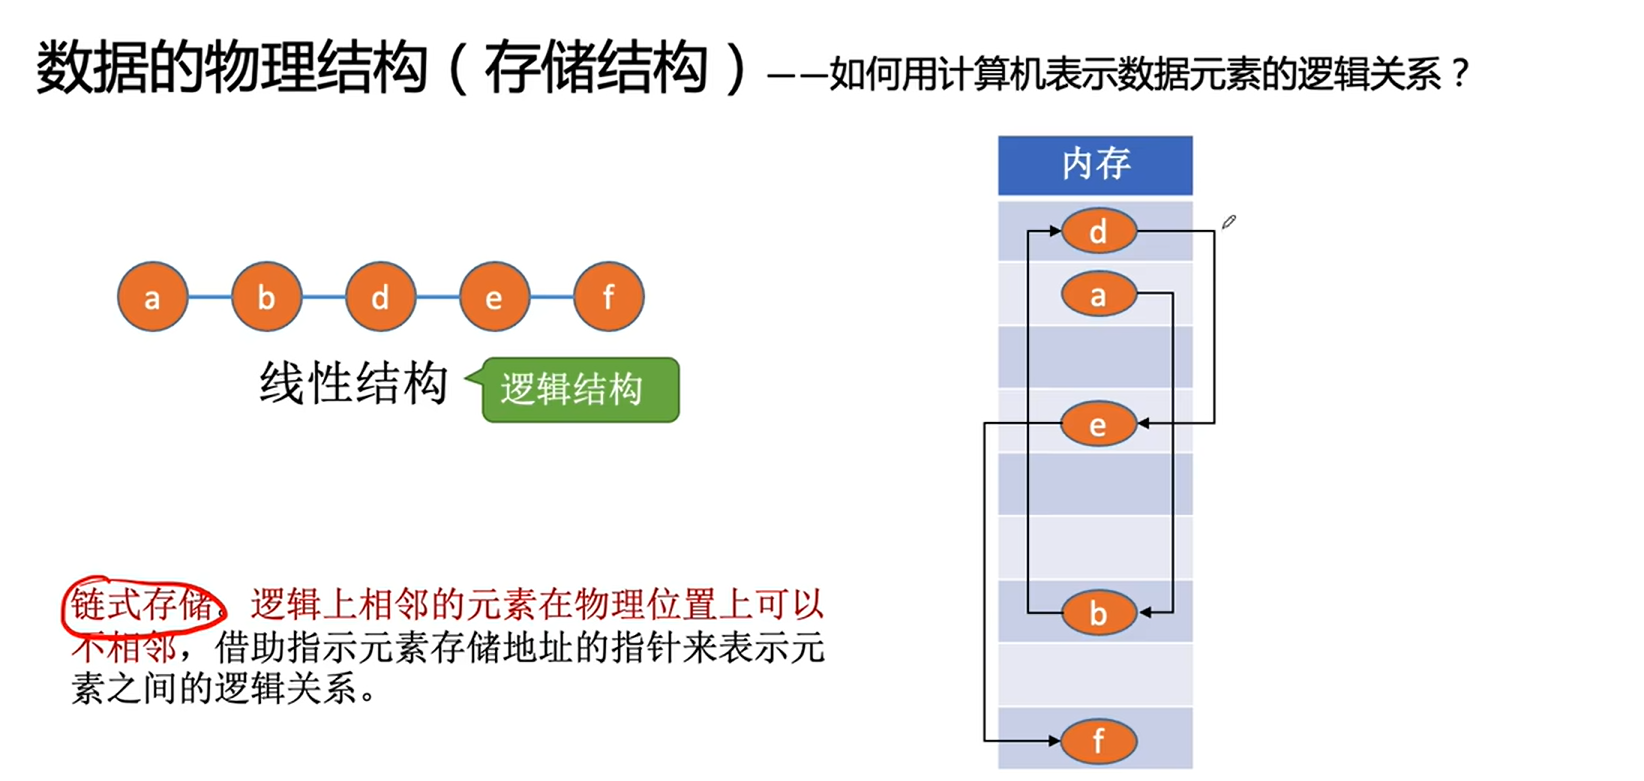 数据的物理结构（存储结构）——如何用计算机表示数据元素的逻辑关系？
a b d e f
线性结构
逻辑结构
链式存储。逻辑上相邻的元素在物理位置上可以
不相邻，借助指示元素存储地址的指针来表示元
素之间的逻辑关系。
内存
d
a
e
b
f